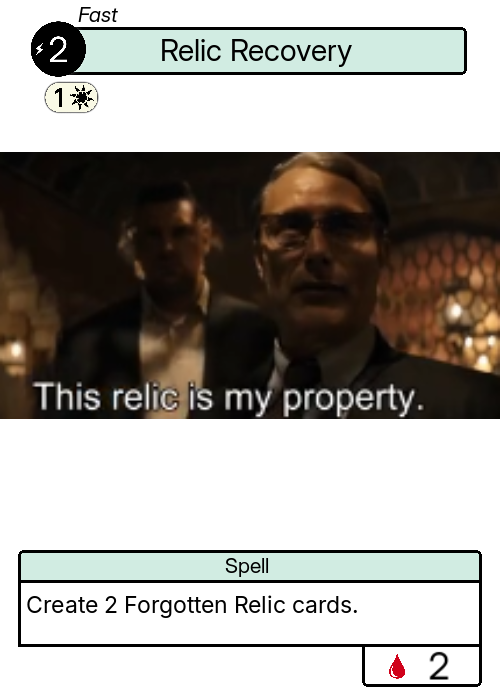 Fast
2
Relic Recovery
1
This relic is my property.
Spell
Create 2 Forgotten Relic cards.
2